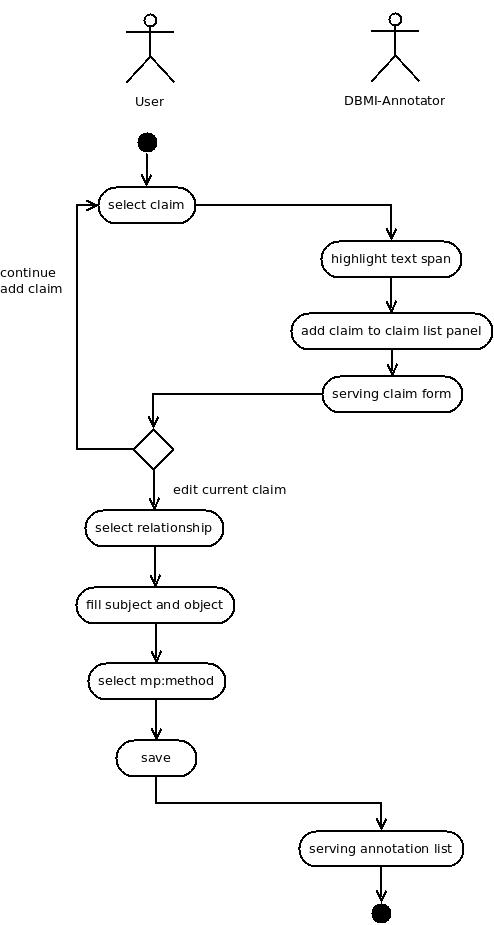 User
DBMI-Annotator
select claim
highlight text span
continue
add claim
add claim to claim list panel
serving claim form
edit current claim
select relationship
fill subject and object
select mp:method
save
serving annotation list